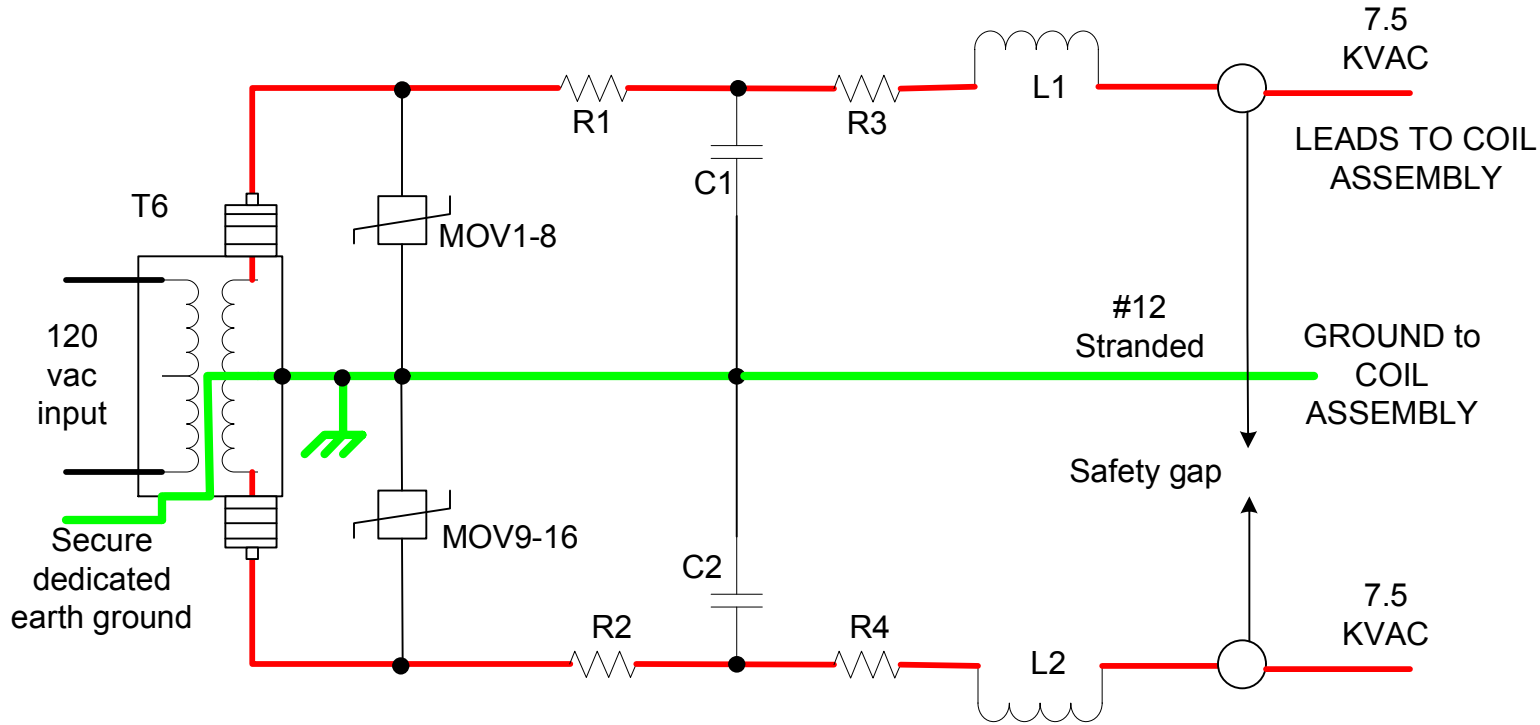 7.5
KVAC
L1
R1
R3
LEADS TO COIL
ASSEMBLY
C1
T6
MOV1-8
#12
Stranded
120
vac
input
GROUND to
COIL
ASSEMBLY
Safety gap
MOV9-16
Secure
dedicated
earth ground
C2
7.5
KVAC
R2
R4
L2